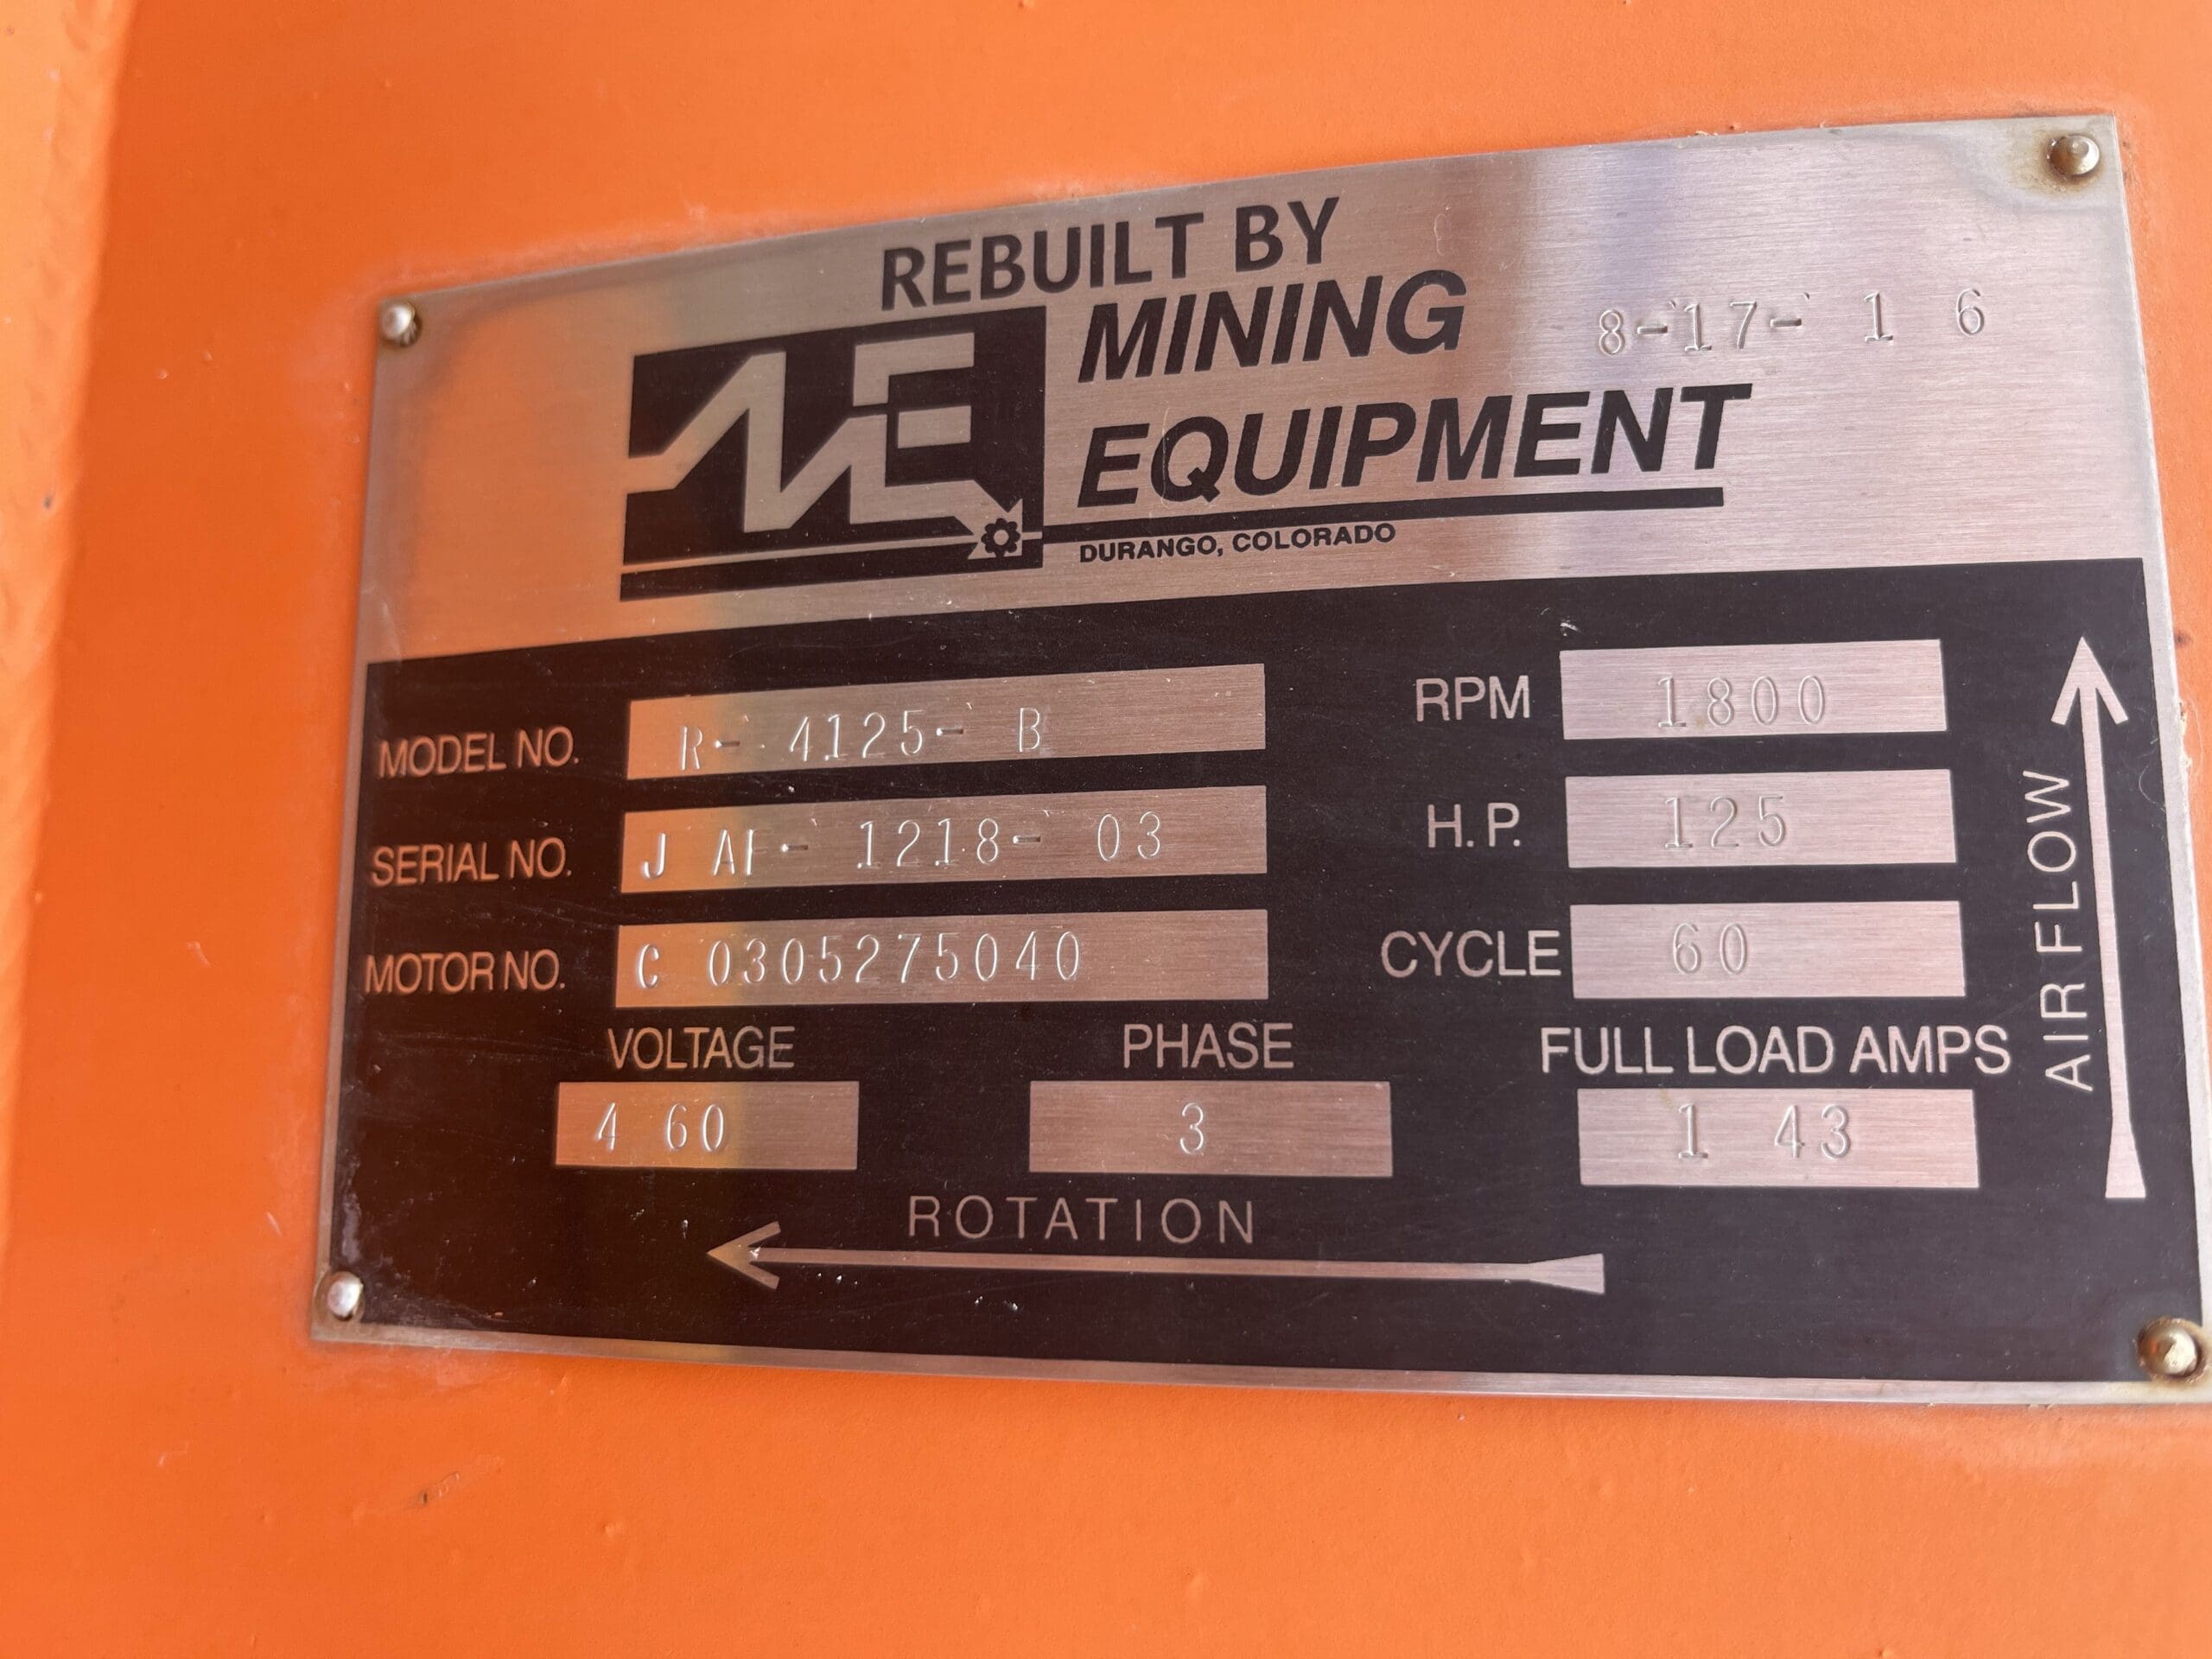 REBUILT BY
ME MINING 8-17-16
EQUIPMENT
DURANGO, COLORADO
MODEL NO. R-4125-B RPM 1800
SERIAL NO. 1218-03 H.P. 125
MOTOR NO. C 0305275040 CYCLE 60
VOLTAGE PHASE FULL LOAD AMPS
460 3 143
ROTATION
AIR FLOW